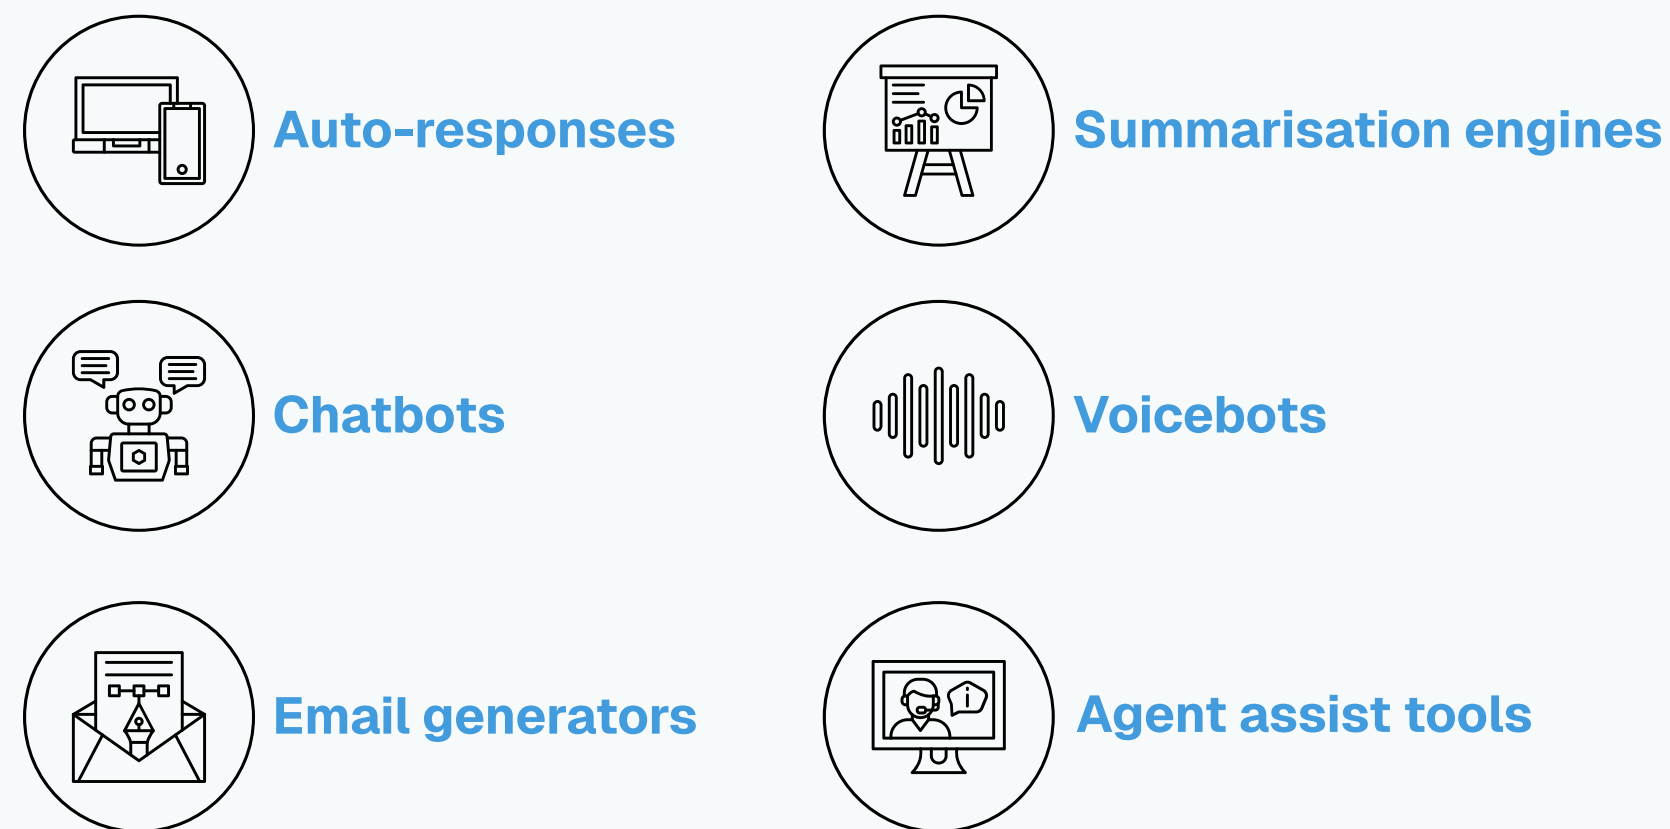 Auto-responses
Summarisation engines
Chatbots
Voicebots
Email generators
Agent assist tools